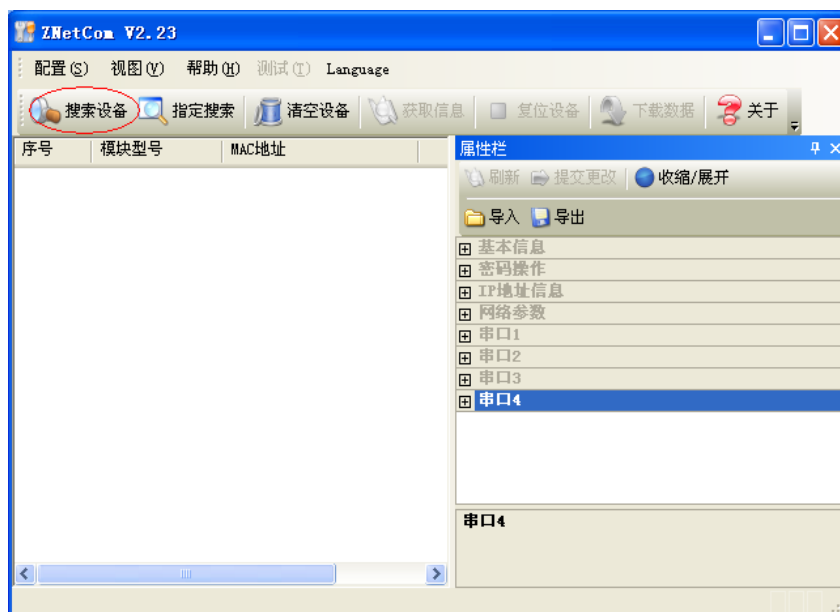 ZNetCom V2.23
配置(S) 视图(V) 帮助(H) 测试(T) Language
搜索设备 指定搜索 清空设备 获取信息 复位设备 下载数据 关于
序号 模块型号 MAC地址
属性栏
刷新 提交更改 收缩/展开
导入 导出
基本信息
密码操作
IP地址信息
网络参数
串口1
串口2
串口3
串口4
串口4